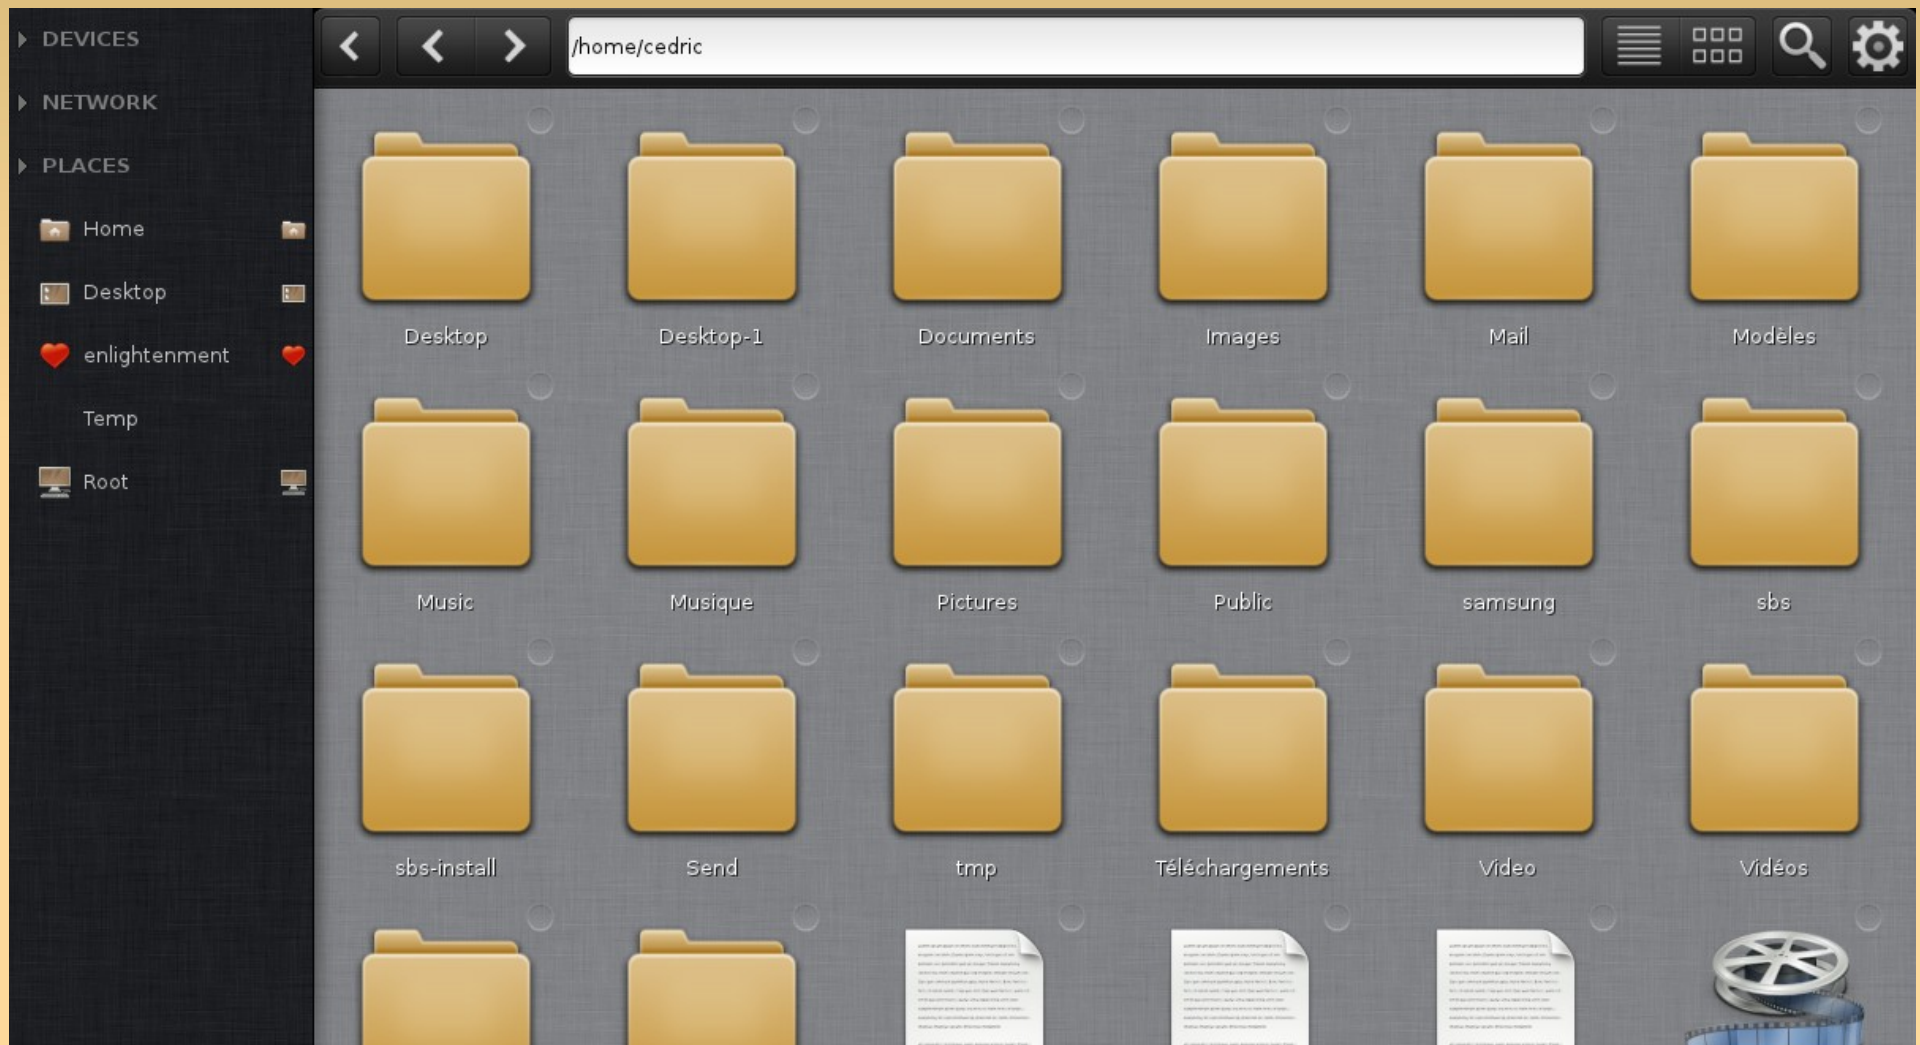 DEVICES
NETWORK
PLACES
Home
Desktop
enlightenment
Temp
Root
/home/cedric
Desktop
Desktop-1
Documents
Images
Mail
Modèles
Music
Musique
Pictures
Public
samsung
sbs
sbs-install
Send
tmp
Téléchargements
Video
Vidéos